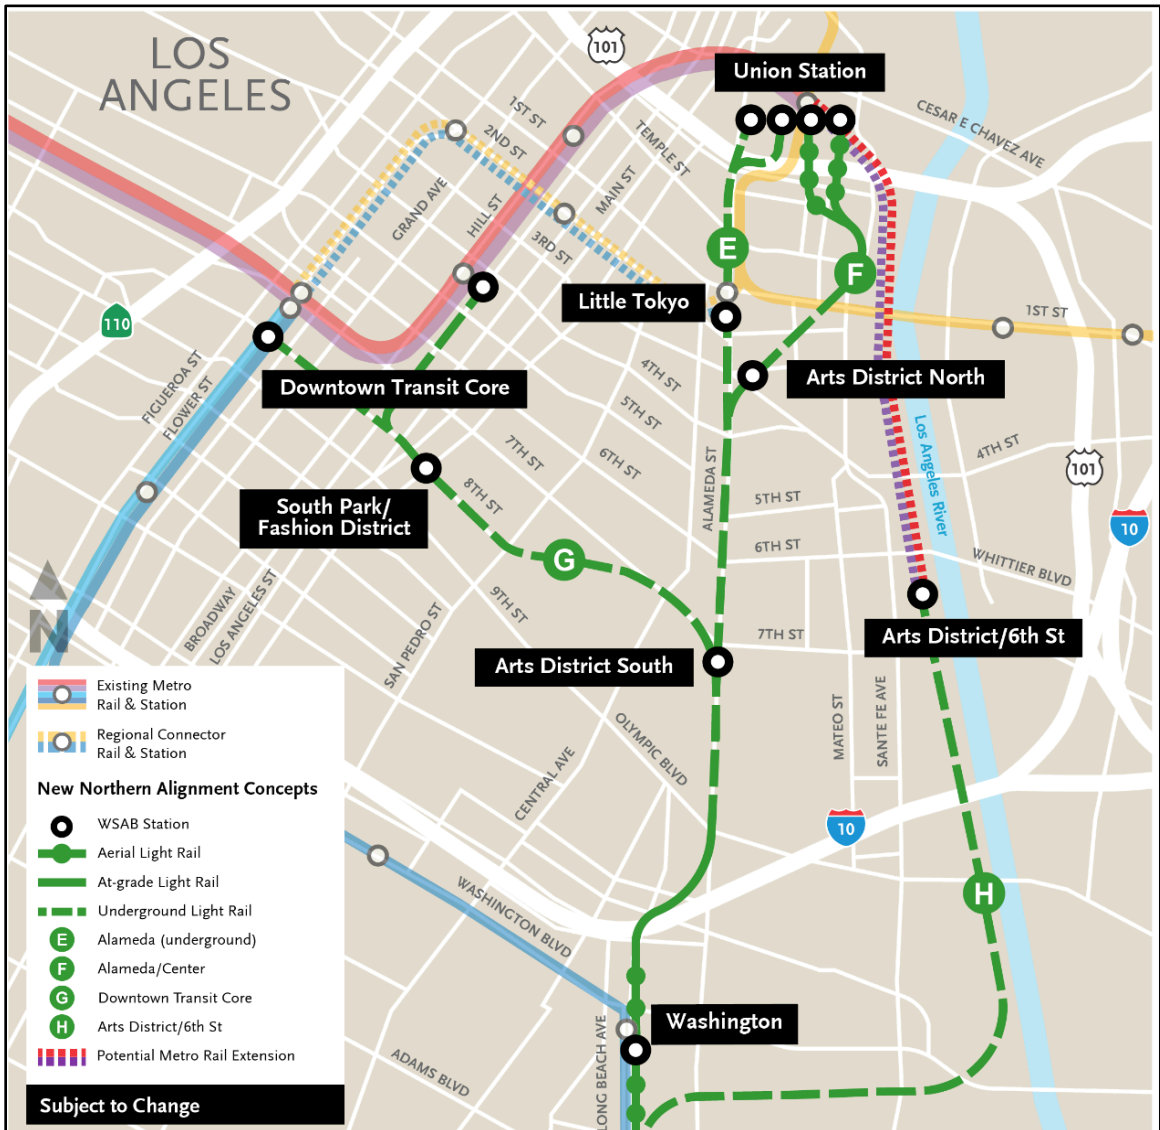 LOS
ANGELES
101
Union Station
CESAR E CHAVEZ AVE
1ST ST
2ND ST
TEMPLE ST
MAIN ST
GRAND AVE
HILL ST
3RD ST
E
F
Little Tokyo
1ST ST
110
FIGUEROA ST
FLOWER ST
Downtown Transit Core
4TH ST
Arts District North
5TH ST
7TH ST
6TH ST
ALAMEDA ST
Los Angeles River
4TH ST
101
8TH ST
5TH ST
10
South Park/
Fashion District
G
6TH ST
WHITTIER BLVD
N
BROADWAY
LOS ANGELES ST
9TH ST
SAN PEDRO ST
7TH ST
Arts District/6th St
Arts District South
MATEO ST
SANTE FE AVE
OLYMPIC BLVD
CENTRAL AVE
10
H
WASHINGTON BLVD
Washington
LONG BEACH AVE
ADAMS BLVD
Existing Metro
Rail & Station
Regional Connector
Rail & Station
New Northern Alignment Concepts
WSAB Station
Aerial Light Rail
At-grade Light Rail
Underground Light Rail
E Alameda (underground)
F Alameda/Center
G Downtown Transit Core
H Arts District/6th St
Potential Metro Rail Extension
Subject to Change